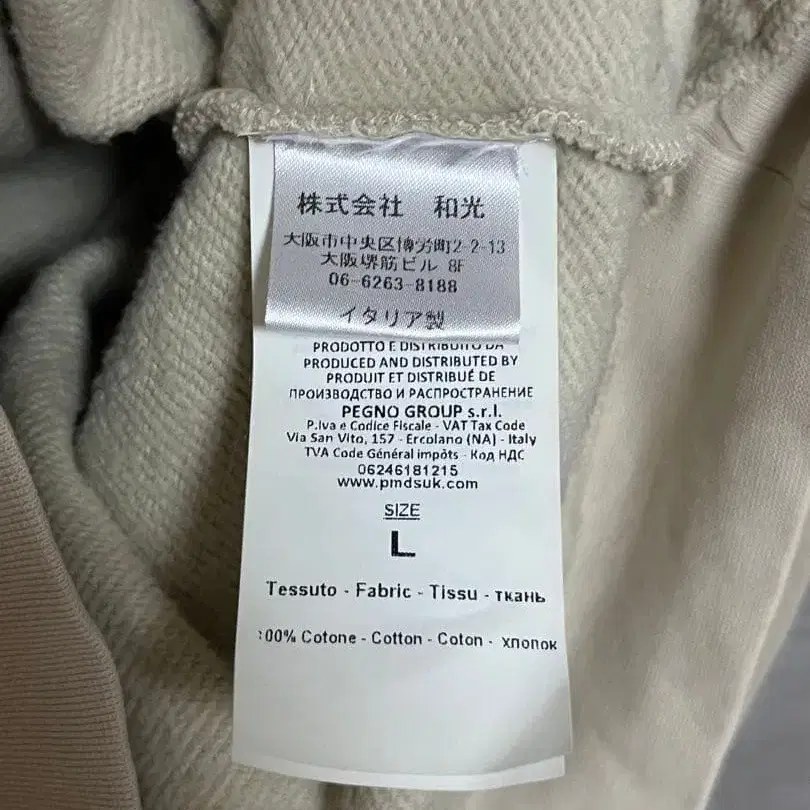 株式会社 和光
大阪市中央区博労町2-2-13
大阪堺筋ビル 8F
06-6263-8188
イタリア製
PRODOTTO E DISTRIBUITO DA
PRODUCED AND DISTRIBUTED BY
PRODUIT ET DISTRIBUÉ DE
ПРОИЗВОДСТВО И РАСПРОСТРАНЕНИЕ
PEGNO GROUP s.r.l.
P.Iva e Codice Fiscale - VAT Tax Code
Via San Vito, 157 - Ercolano (NA) - Italy
TVA Code Général impôts - Код НДС
06246181215
www.pmdsuk.com
SIZE
L
Tessuto - Fabric - Tissu - ткань
100% Cotone - Cotton - Coton - хлопок